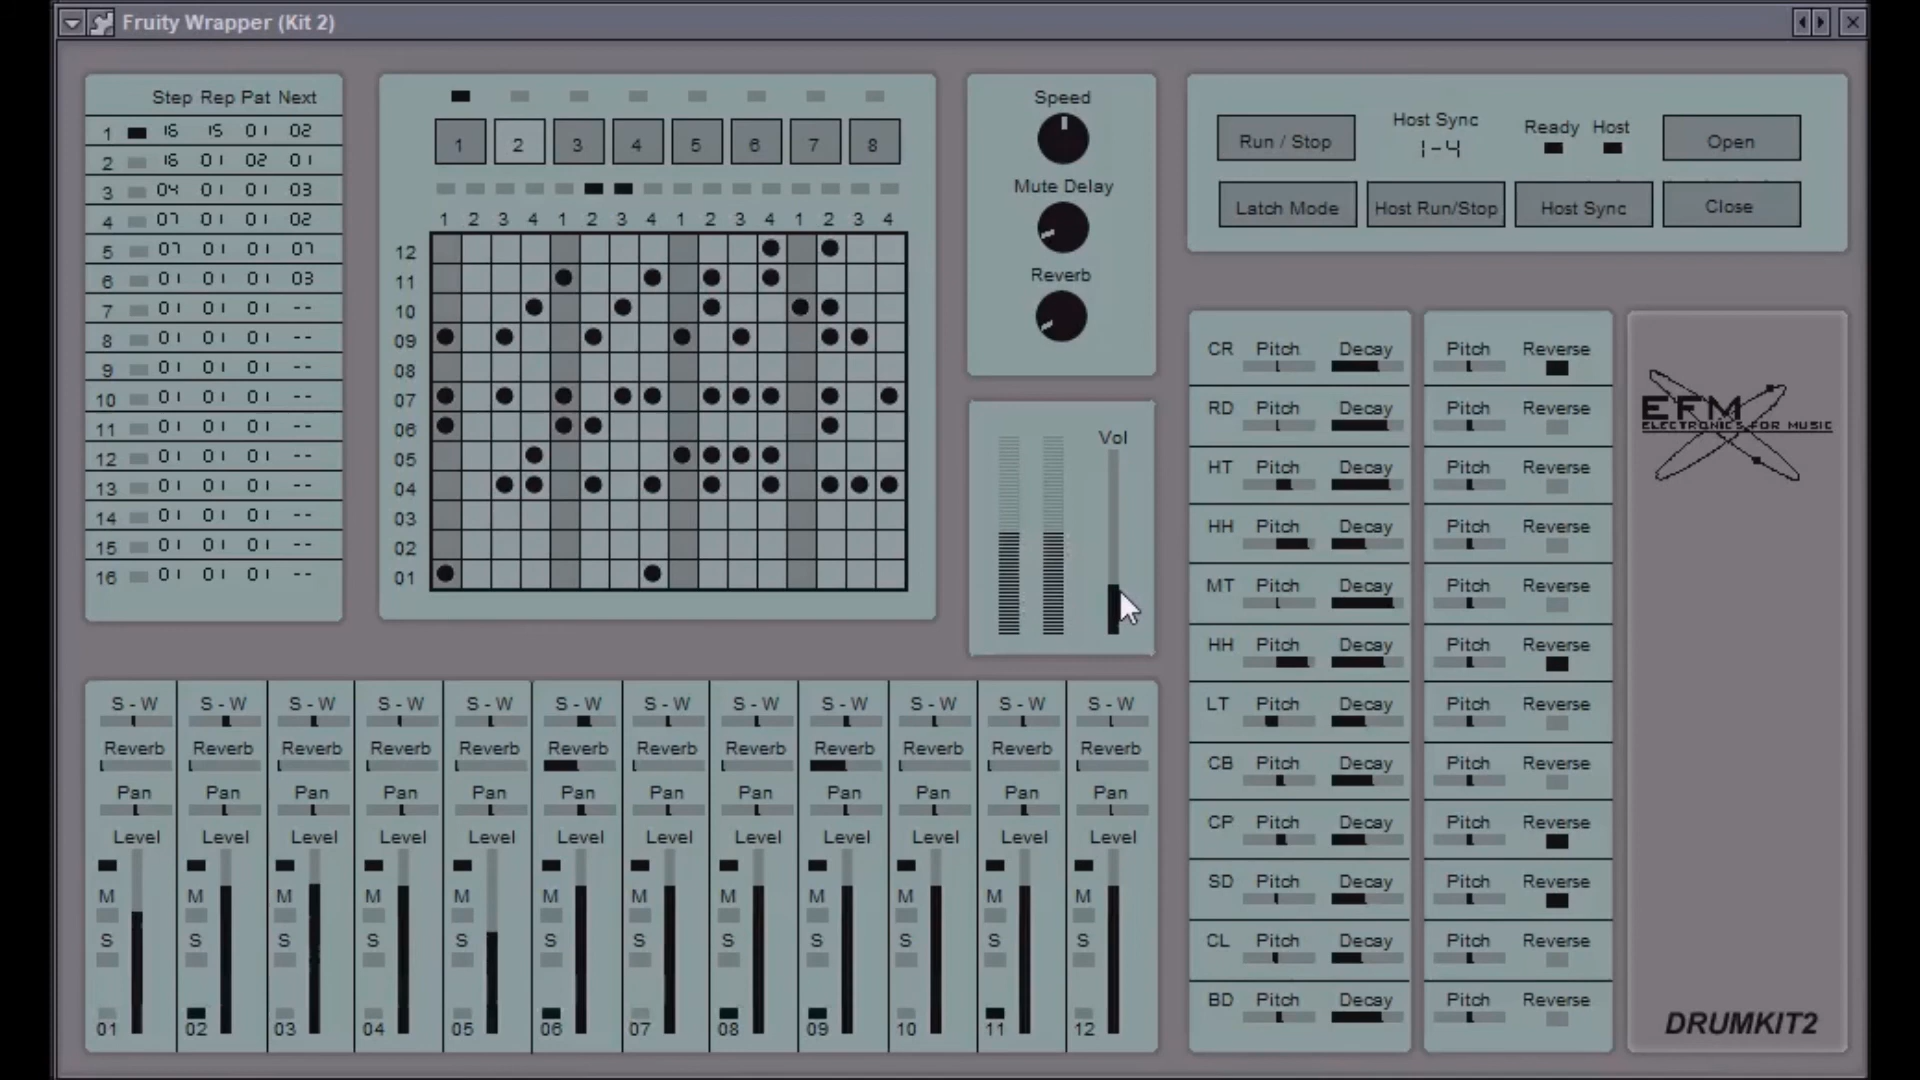 Fruity Wrapper (Kit 2)
Step Rep Pat Next
1 16 15 01 02
2 16 01 02 01
3 04 01 01 03
4 07 01 01 02
5 07 01 01 07
6 01 01 01 03
7 01 01 01 --
8 01 01 01 --
9 01 01 01 --
10 01 01 01 --
11 01 01 01 --
12 01 01 01 --
13 01 01 01 --
14 01 01 01 --
15 01 01 01 --
16 01 01 01 --
1 2 3 4 5 6 7 8
1 2 3 4 1 2 3 4 1 2 3 4 1 2 3 4
12
11
10
09
08
07
06
05
04
03
02
01
Speed
Mute Delay
Reverb
Vol
Run / Stop
Host Sync
1-4
Ready Host
Open
Latch Mode
Host Run/Stop
Host Sync
Close
CR Pitch Decay Pitch Reverse
RD Pitch Decay Pitch Reverse
HT Pitch Decay Pitch Reverse
HH Pitch Decay Pitch Reverse
MT Pitch Decay Pitch Reverse
HH Pitch Decay Pitch Reverse
LT Pitch Decay Pitch Reverse
CB Pitch Decay Pitch Reverse
CP Pitch Decay Pitch Reverse
SD Pitch Decay Pitch Reverse
CL Pitch Decay Pitch Reverse
BD Pitch Decay Pitch Reverse
EFM
ELECTRONICS FOR MUSIC
DRUMKIT2
S - W S - W S - W S - W S - W S - W S - W S - W S - W S - W S - W S - W
Reverb Reverb Reverb Reverb Reverb Reverb Reverb Reverb Reverb Reverb Reverb Reverb
Pan Pan Pan Pan Pan Pan Pan Pan Pan Pan Pan Pan
Level Level Level Level Level Level Level Level Level Level Level Level
M M M M M M M M M M M M
S S S S S S S S S S S S
01 02 03 04 05 06 07 08 09 10 11 12